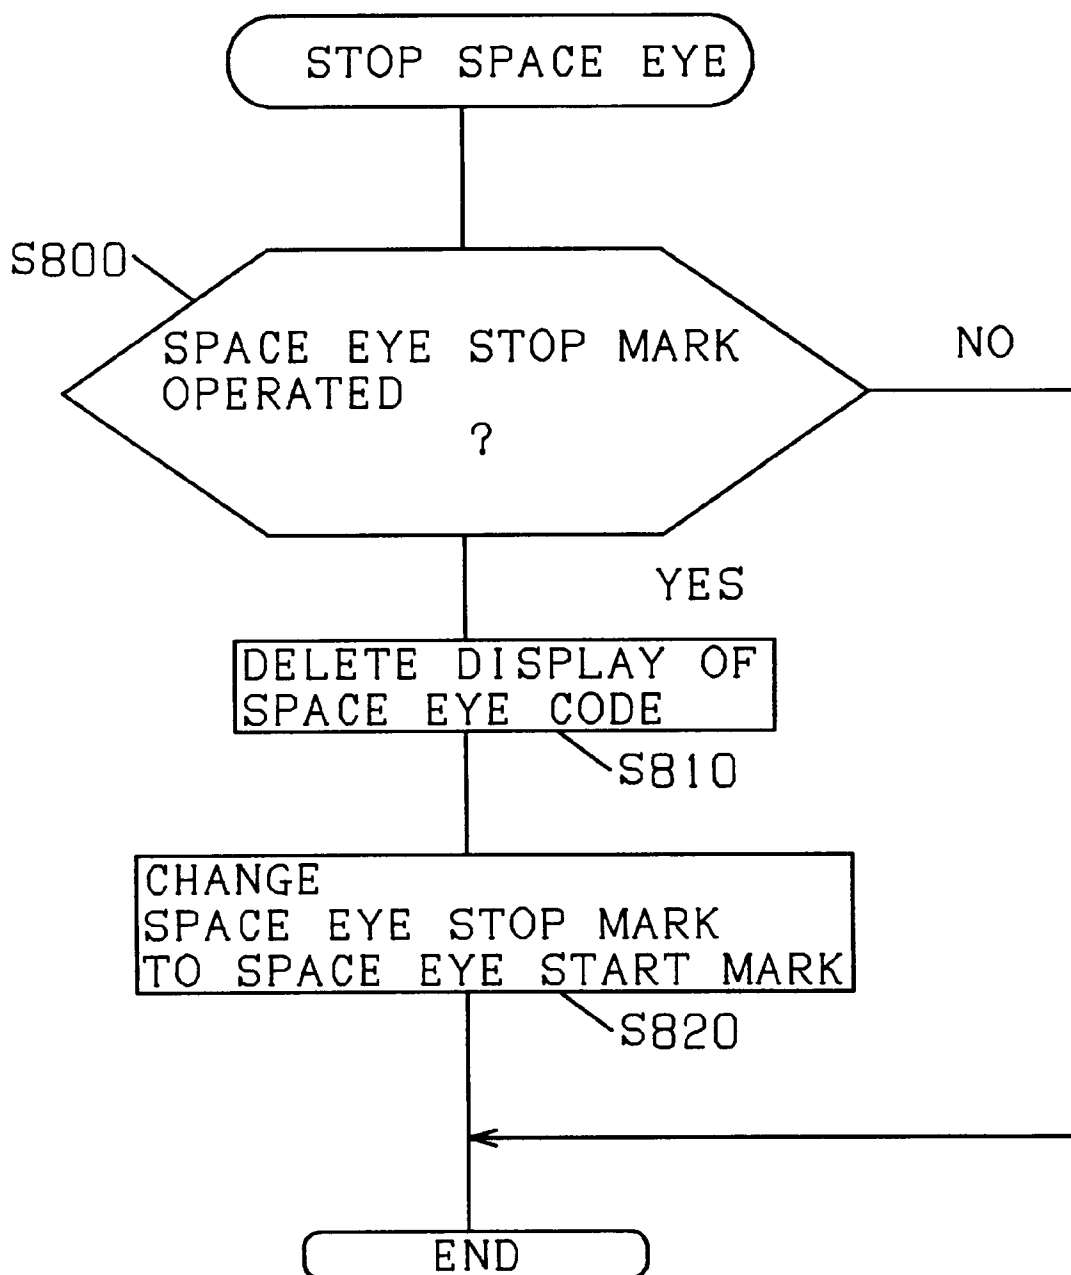 STOP SPACE EYE
S800
SPACE EYE STOP MARK
OPERATED
?
NO
YES
DELETE DISPLAY OF
SPACE EYE CODE
S810
CHANGE
SPACE EYE STOP MARK
TO SPACE EYE START MARK
S820
END